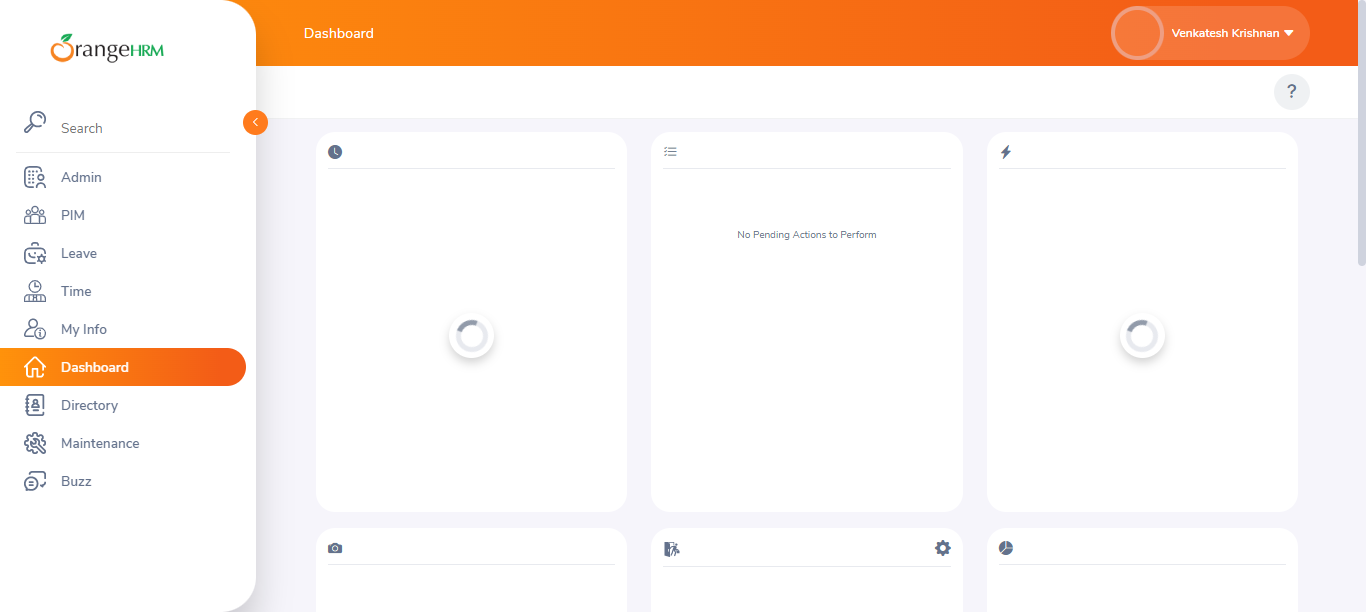 OrangeHRM
Dashboard
Venkatesh Krishnan
?
Search
Admin
PIM
Leave
Time
My Info
Dashboard
Directory
Maintenance
Buzz
No Pending Actions to Perform